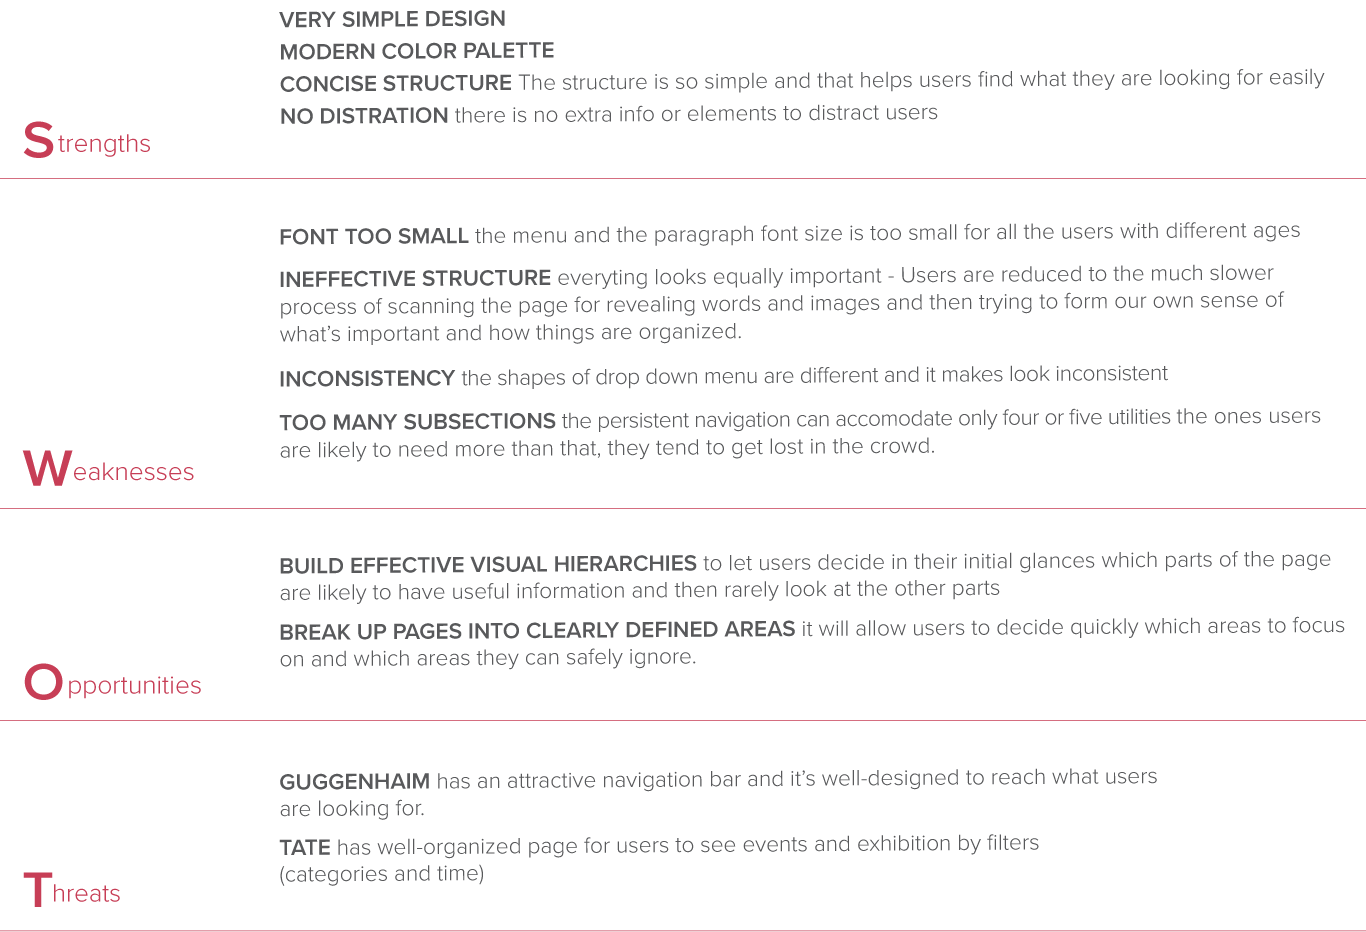 VERY SIMPLE DESIGN
MODERN COLOR PALETTE
CONCISE STRUCTURE The structure is so simple and that helps users find what they are looking for easily
NO DISTRATION there is no extra info or elements to distract users
Strengths
FONT TOO SMALL the menu and the paragraph font size is too small for all the users with different ages
INEFFECTIVE STRUCTURE everyting looks equally important - Users are reduced to the much slower
process of scanning the page for revealing words and images and then trying to form our own sense of
what's important and how things are organized.
INCONSISTENCY the shapes of drop down menu are different and it makes look inconsistent
TOO MANY SUBSECTIONS the persistent navigation can accomodate only four or five utilities the ones users
are likely to need more than that, they tend to get lost in the crowd.
Weaknesses
BUILD EFFECTIVE VISUAL HIERARCHIES to let users decide in their initial glances which parts of the page
are likely to have useful information and then rarely look at the other parts
BREAK UP PAGES INTO CLEARLY DEFINED AREAS it will allow users to decide quickly which areas to focus
on and which areas they can safely ignore.
Opportunities
GUGGENHAIM has an attractive navigation bar and it's well-designed to reach what users
are looking for.
TATE has well-organized page for users to see events and exhibition by filters
(categories and time)
Threats